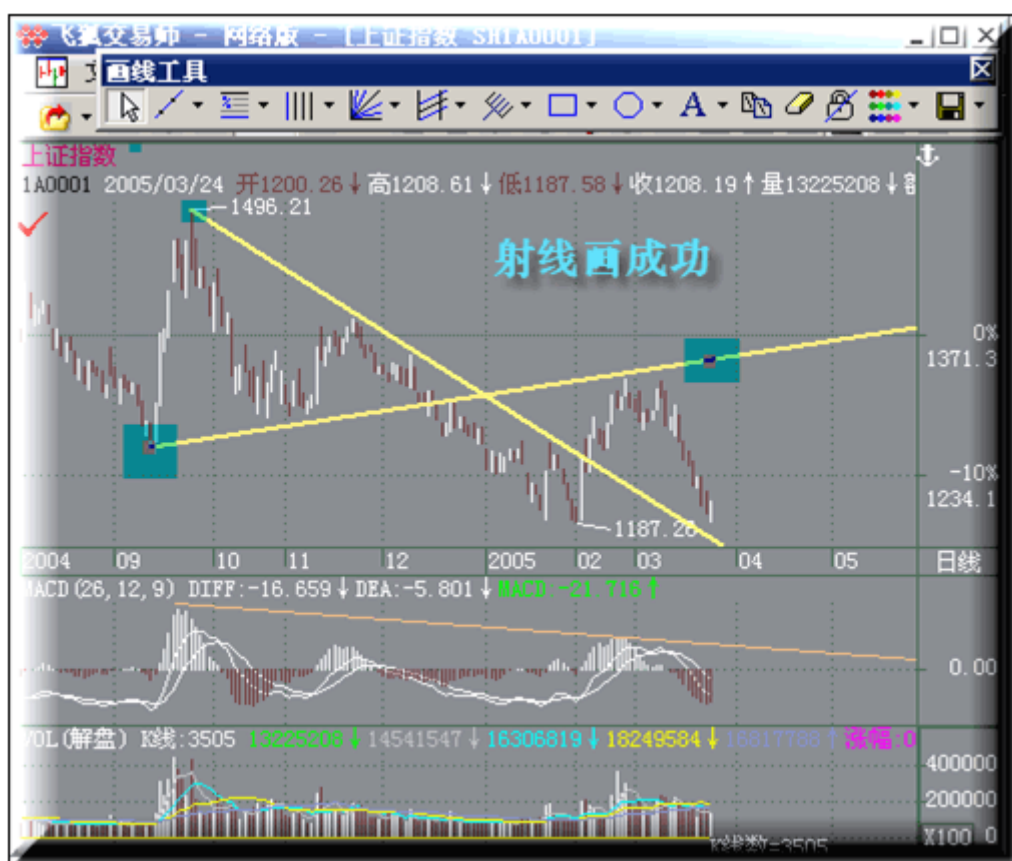 飞狐交易师 - 网络版 - [上证指数 SH1A0001]
画线工具
A
上证指数
1A0001 2005/03/24 开1200.26↓高1208.61↓低1187.58↓收1208.19↑量13225208↓
1496.21
射线画成功
0%
1371.3
-10%
1234.1
1187.26
2004 09 10 11 12 2005 02 03 04 05 日线
MACD(26,12,9) DIFF:-16.659↓DEA:-5.801↓MACD:-21.716↑
0.00
VOL(解盘) K线:3505 13225208↓14541547↓16306819↓18249584↓16817788↑涨幅:0
400000
200000
X100 0
K线数=3505